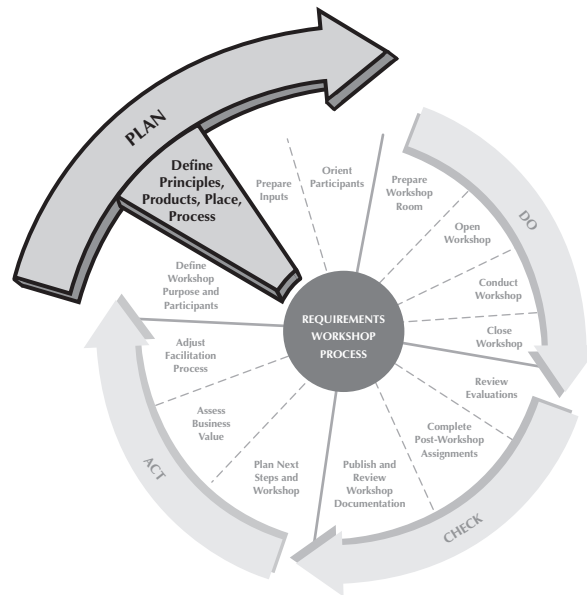 PLAN
Define
Principles,
Products, Place,
Process
Prepare
Inputs
Orient
Participants
Prepare
Workshop
Room
DO
Open
Workshop
Conduct
Workshop
Close
Workshop
Review
Evaluations
Complete
Post-Workshop
Assignments
CHECK
Publish and
Review
Workshop
Documentation
Plan Next
Steps and
Workshop
ACT
Assess
Business
Value
Adjust
Facilitation
Process
Define
Workshop
Purpose and
Participants
REQUIREMENTS
WORKSHOP
PROCESS